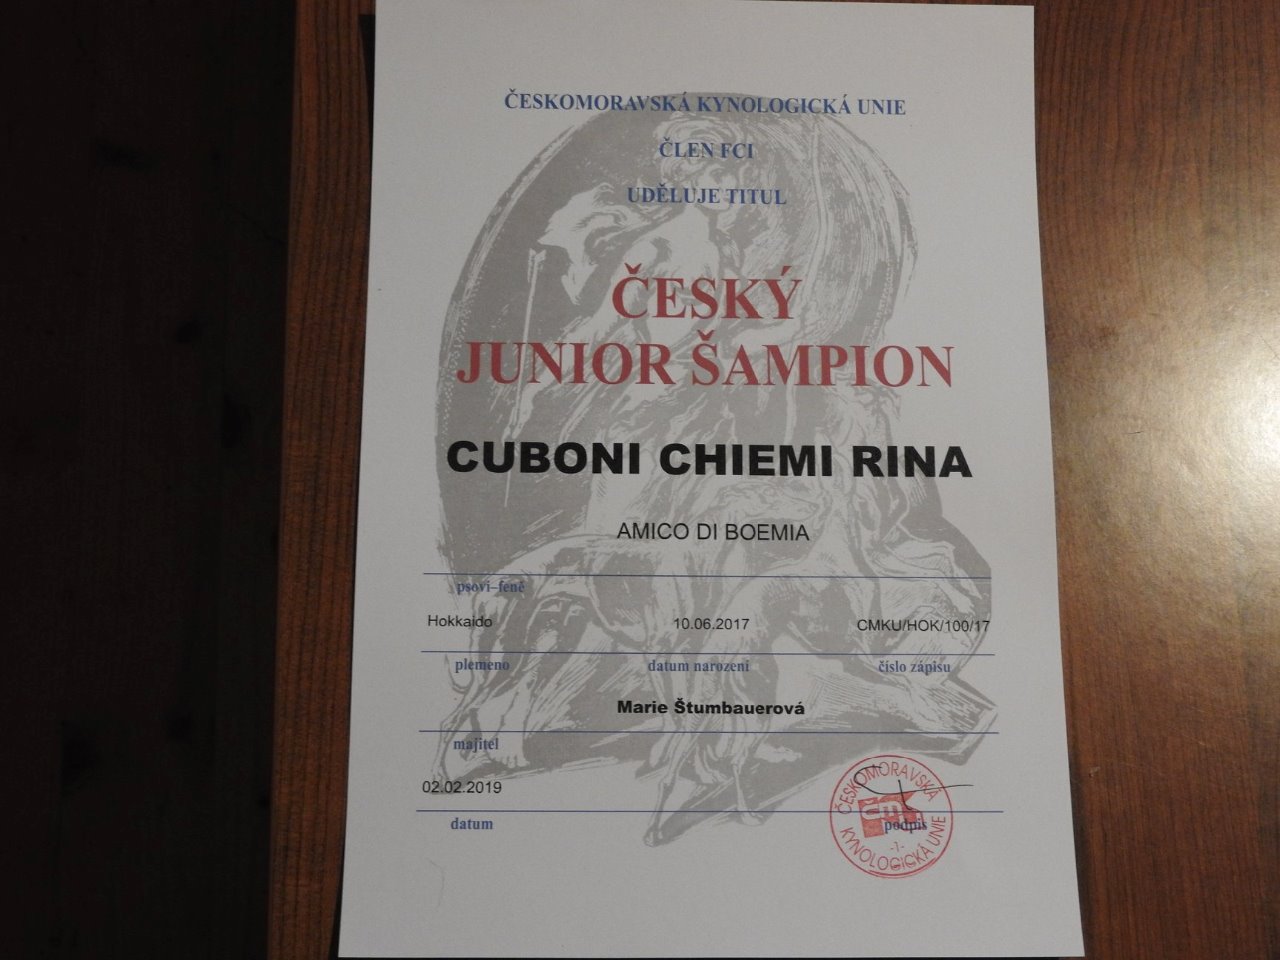 ČESKOMORAVSKÁ KYNOLOGICKÁ UNIE
ČLEN FCI
UDĚLUJE TITUL
ČESKÝ
JUNIOR ŠAMPION
CUBONI CHIEMI RINA
AMICO DI BOEMIA
psovi–feně
Hokkaido 10.06.2017 CMKU/HOK/100/17
plemeno datum narození číslo zápisu
Marie Štumbauerová
majitel
02.02.2019
datum podpis
ČESKOMORAVSKÁ
KYNOLOGICKÁ UNIE
-1-